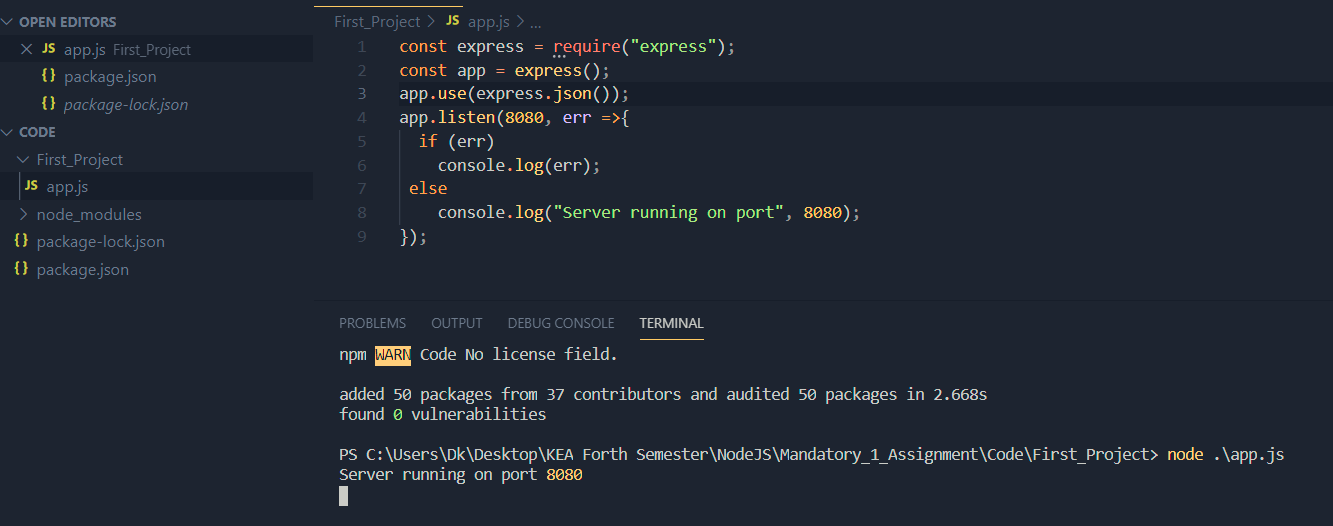 OPEN EDITORS
JS app.js First_Project
{} package.json
{} package-lock.json
CODE
First_Project
JS app.js
node_modules
{} package-lock.json
{} package.json
First_Project > JS app.js > ...
1 const express = require("express");
2 const app = express();
3 app.use(express.json());
4 app.listen(8080, err =>{
5 if (err)
6 console.log(err);
7 else
8 console.log("Server running on port", 8080);
9 });
PROBLEMS OUTPUT DEBUG CONSOLE TERMINAL
npm WARN Code No license field.
added 50 packages from 37 contributors and audited 50 packages in 2.668s
found 0 vulnerabilities
PS C:\Users\Dk\Desktop\KEA Forth Semester\NodeJS\Mandatory_1_Assignment\Code\First_Project> node .\app.js
Server running on port 8080